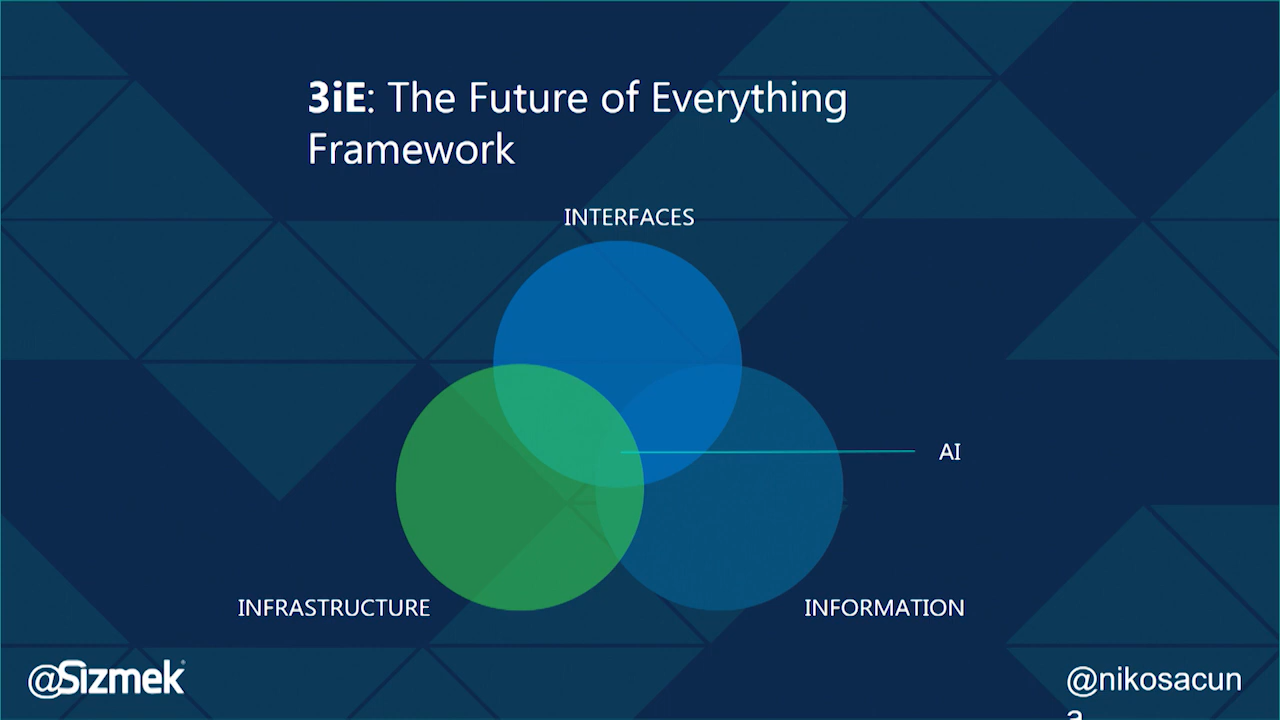 3iE: The Future of Everything
Framework
INTERFACES
AI
INFRASTRUCTURE
INFORMATION
@Sizmek®
@nikosacun
a